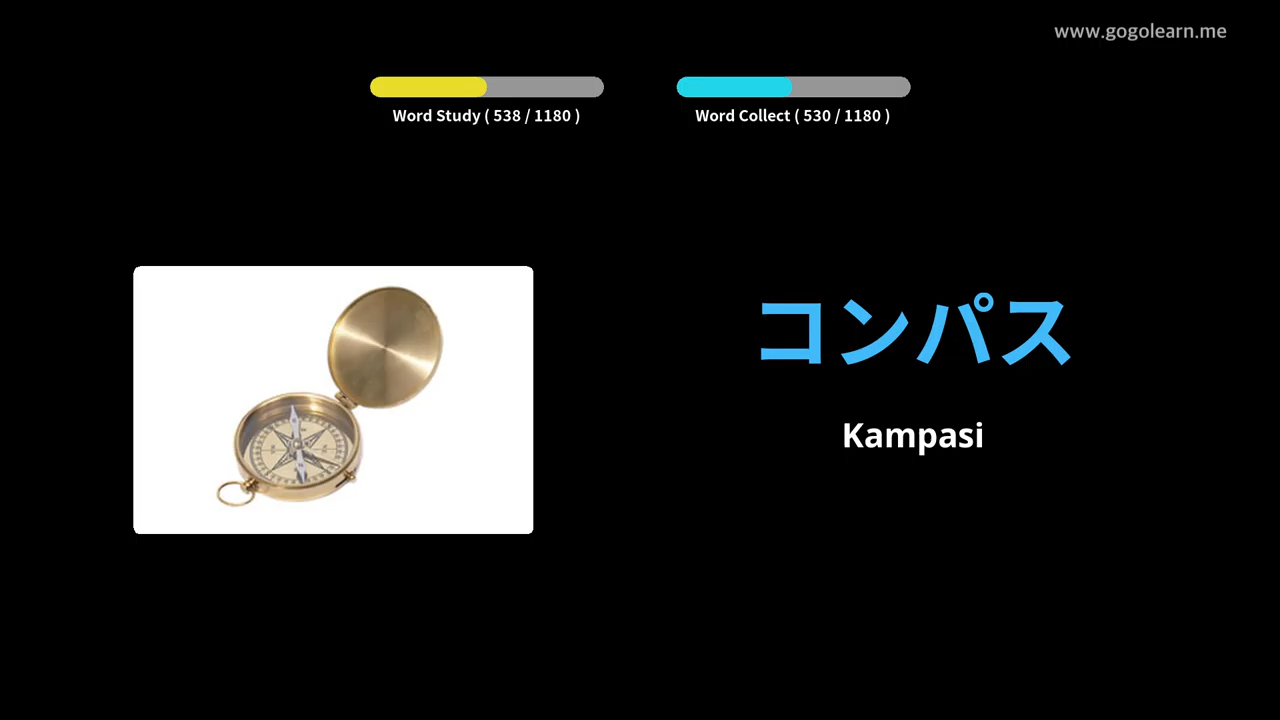 www.gogolearn.me
Word Study ( 538 / 1180 )
Word Collect ( 530 / 1180 )
コンパス
Kampasi